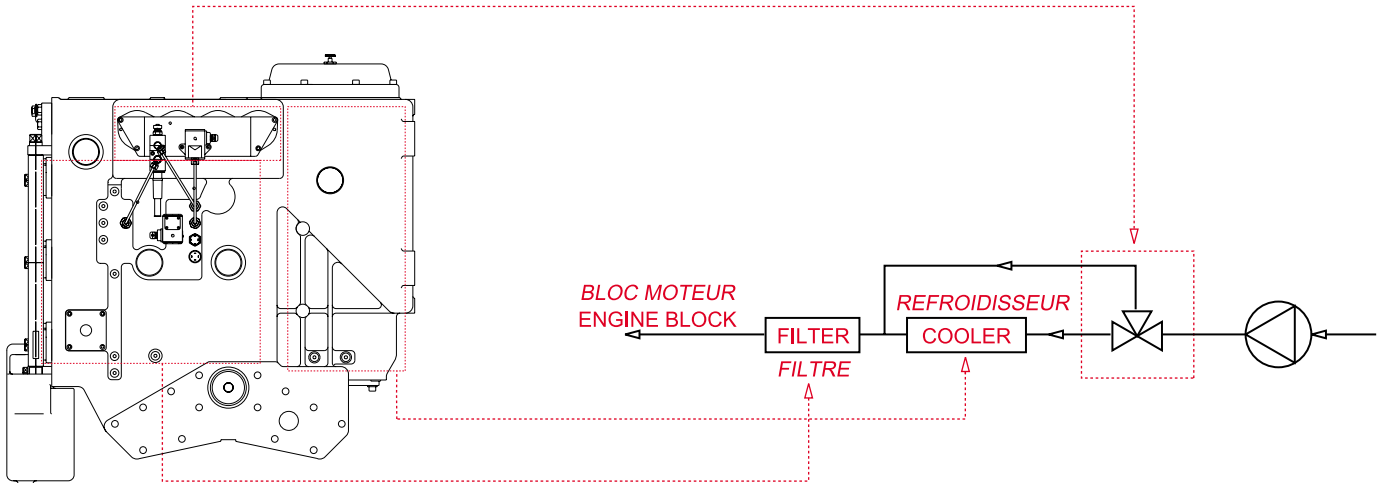 BLOC MOTEUR
ENGINE BLOCK
FILTER
FILTRE
REFROIDISSEUR
COOLER